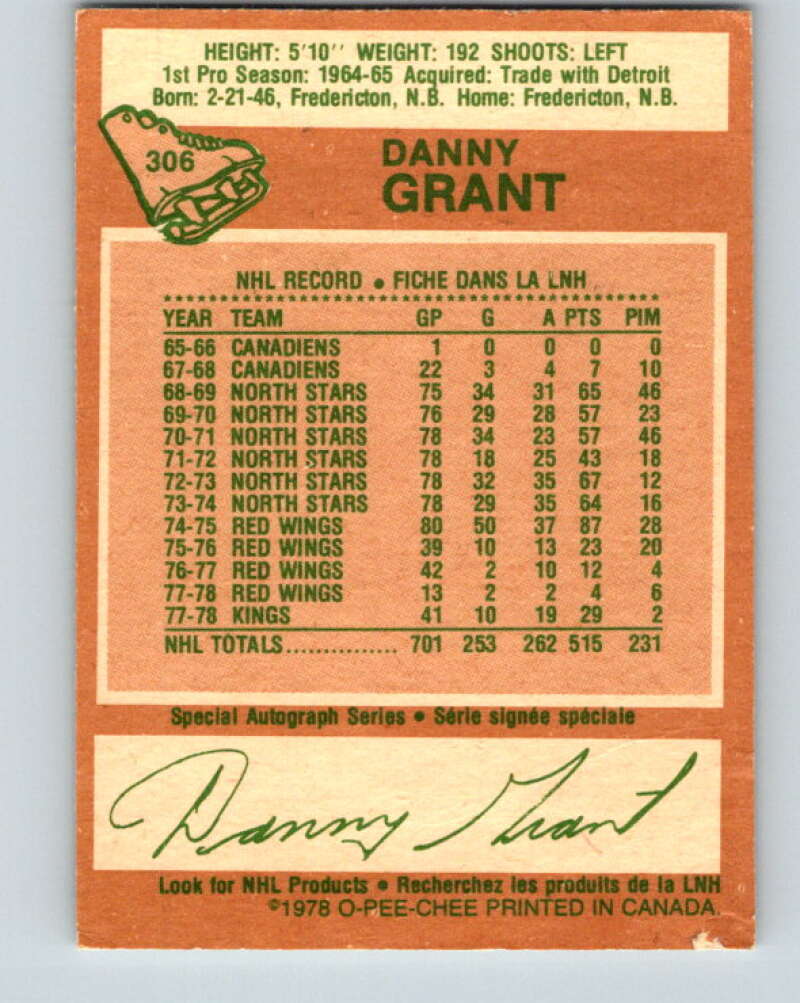 HEIGHT: 5'10'' WEIGHT: 192 SHOOTS: LEFT
1st Pro Season: 1964-65 Acquired: Trade with Detroit
Born: 2-21-46, Fredericton, N.B. Home: Fredericton, N.B.
306
DANNY
GRANT
NHL RECORD • FICHE DANS LA LNH
YEAR TEAM GP G A PTS PIM
65-66 CANADIENS 1 0 0 0 0
67-68 CANADIENS 22 3 4 7 10
68-69 NORTH STARS 75 34 31 65 46
69-70 NORTH STARS 76 29 28 57 23
70-71 NORTH STARS 78 34 23 57 46
71-72 NORTH STARS 78 18 25 43 18
72-73 NORTH STARS 78 32 35 67 12
73-74 NORTH STARS 78 29 35 64 16
74-75 RED WINGS 80 50 37 87 28
75-76 RED WINGS 39 10 13 23 20
76-77 RED WINGS 42 2 10 12 4
77-78 RED WINGS 13 2 2 4 6
77-78 KINGS 41 10 19 29 2
NHL TOTALS............... 701 253 262 515 231
Special Autograph Series • Série signée spéciale
Danny Grant
Look for NHL Products • Recherchez les produits de la LNH
©1978 O-PEE-CHEE PRINTED IN CANADA.